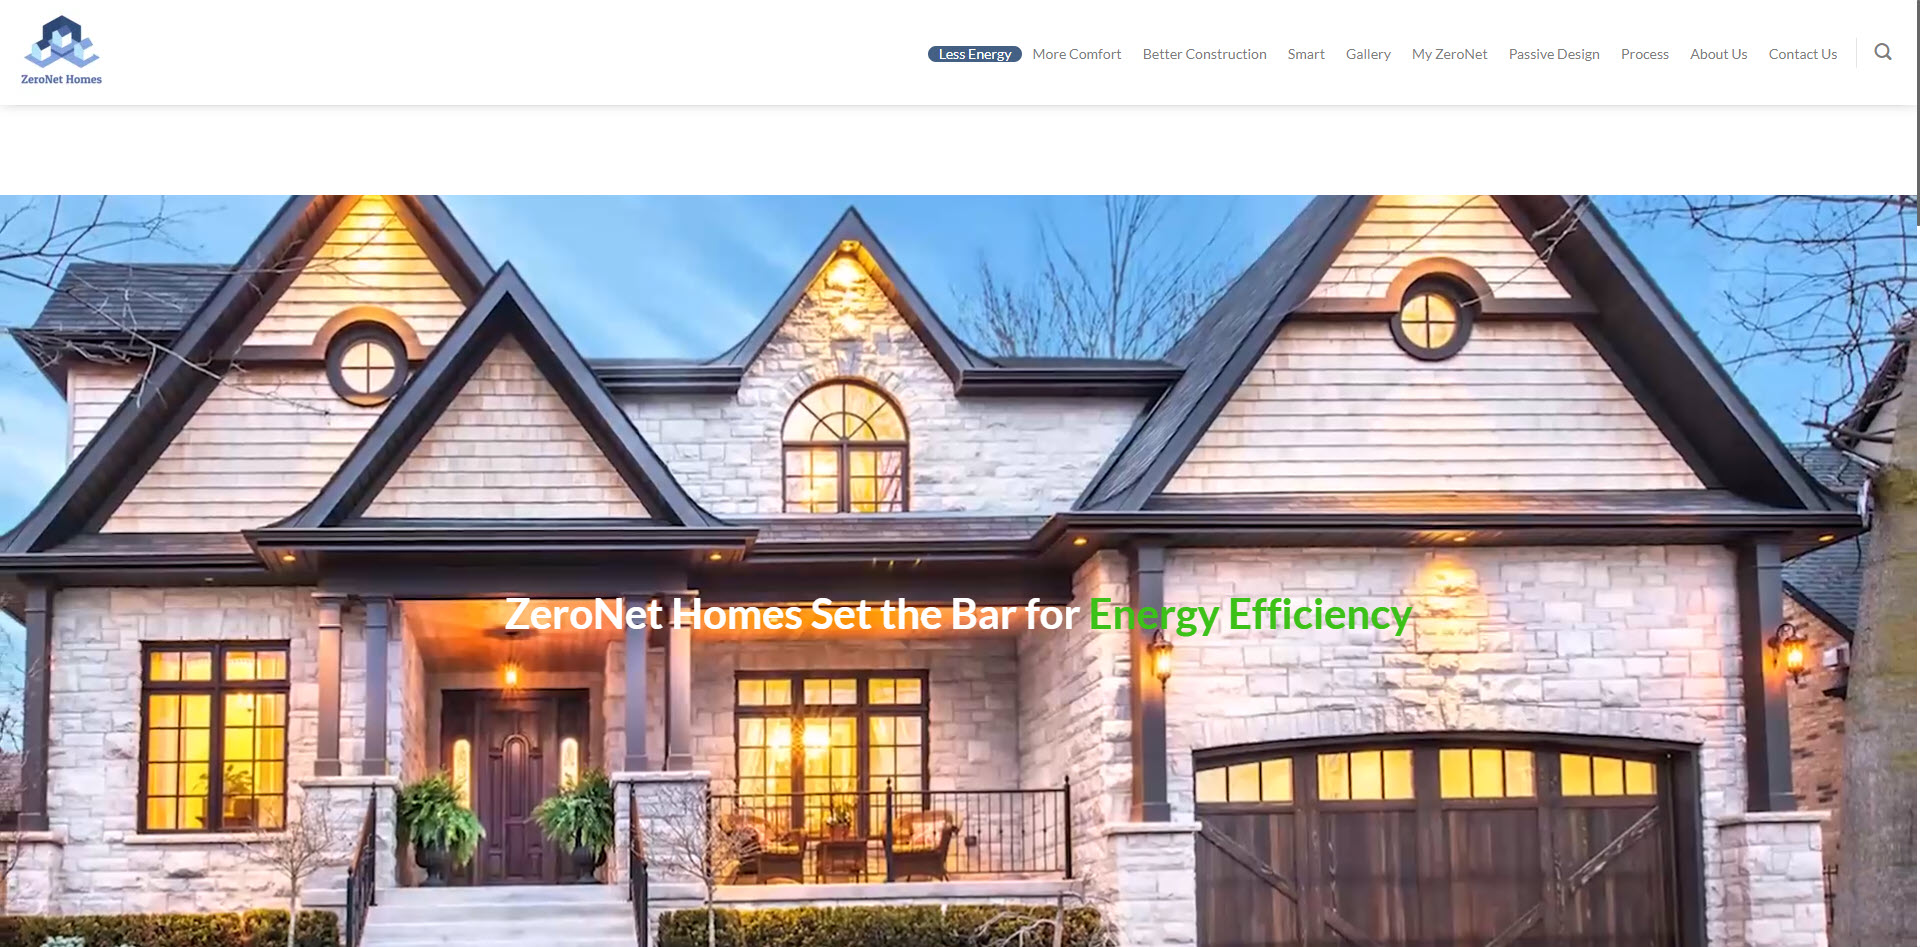 ZeroNet Homes
Less Energy More Comfort Better Construction Smart Gallery My ZeroNet Passive Design Process About Us Contact Us
ZeroNet Homes Set the Bar for Energy Efficiency